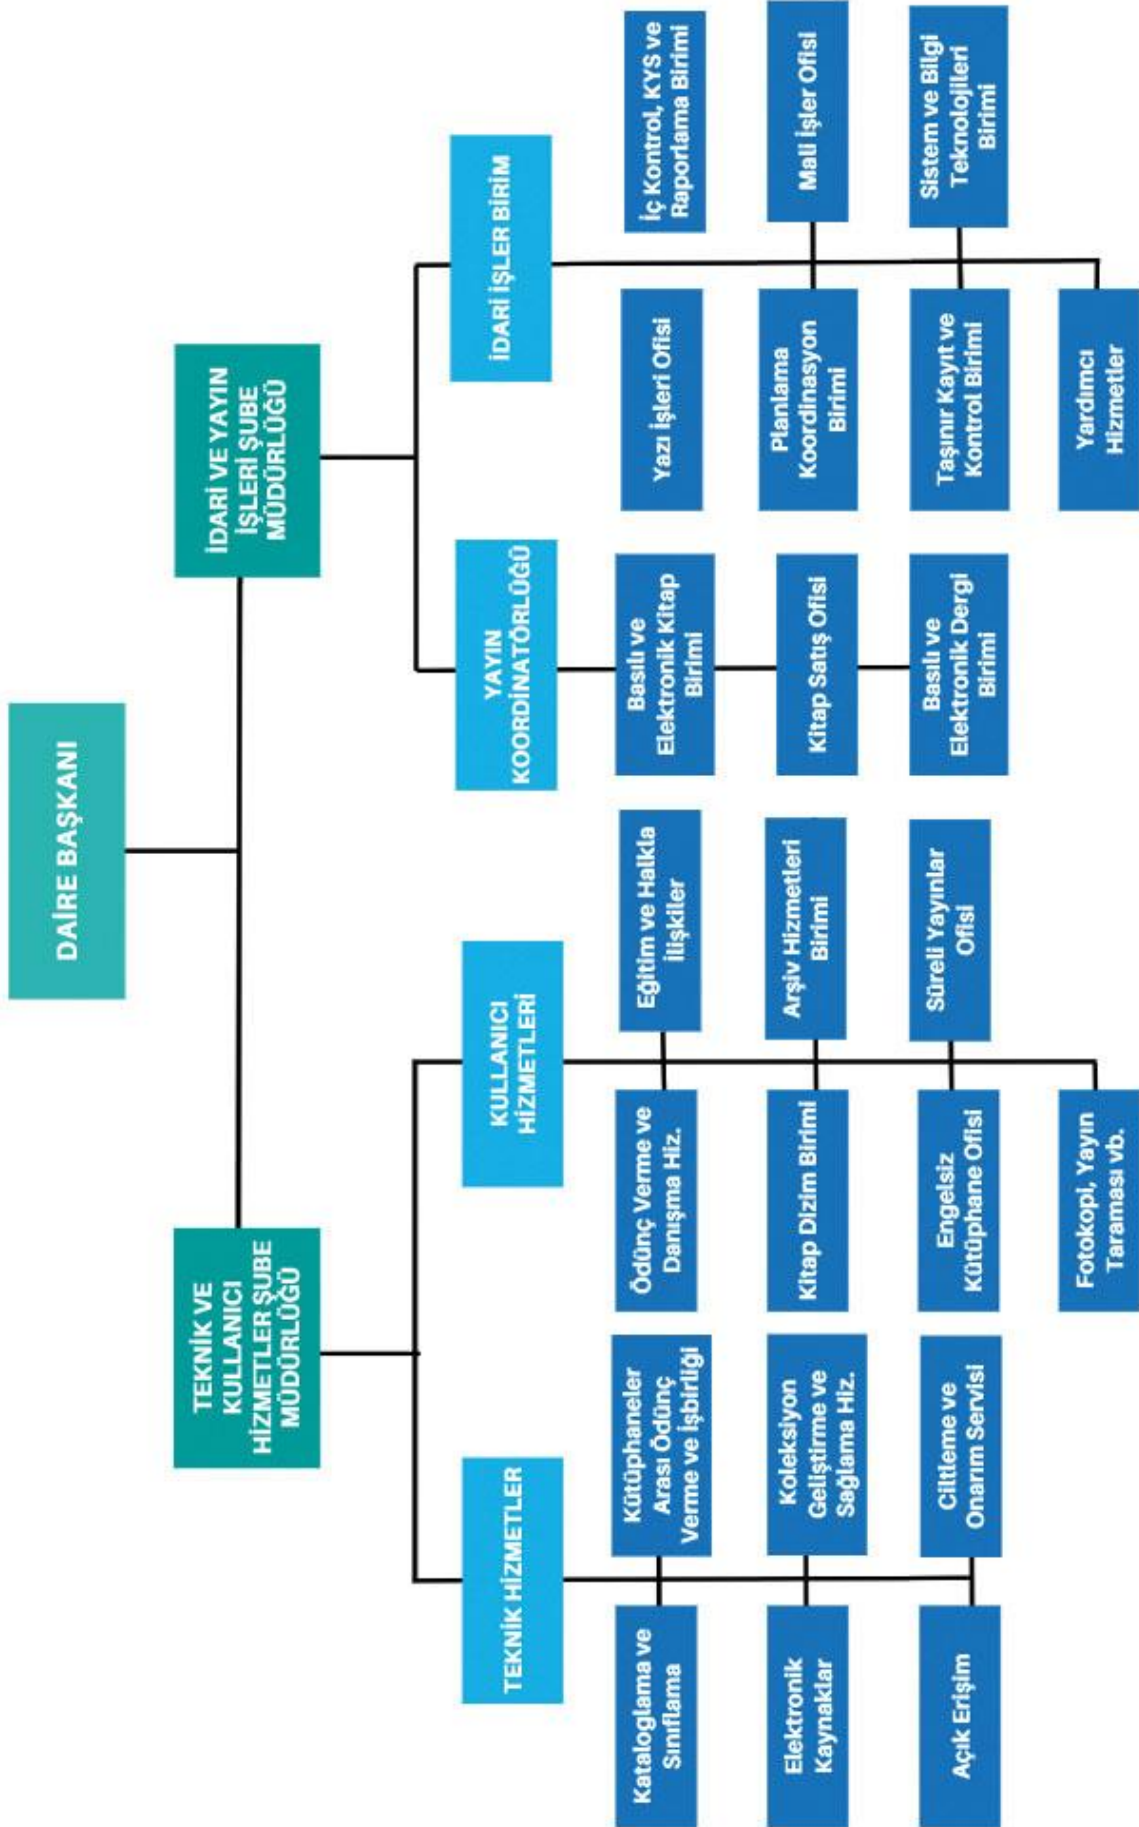 DAİRE BAŞKANI
TEKNİK VE
KULLANICI
HİZMETLER ŞUBE
MÜDÜRLÜĞÜ
İDARİ VE YAYIN
İŞLERİ ŞUBE
MÜDÜRLÜĞÜ
TEKNİK HİZMETLER
KULLANICI
HİZMETLERİ
YAYIN
KOORDİNATÖRLÜĞÜ
İDARİ İŞLER BİRİM
Kataloglama ve
Sınıflama
Kütüphaneler
Arası Ödünç
Verme ve İşbirliği
Ödünç Verme ve
Danışma Hiz.
Eğitim ve Halkla
İlişkiler
Basılı ve
Elektronik Kitap
Birimi
Yazı İşleri Ofisi
İç Kontrol, KYS ve
Raporlama Birimi
Elektronik
Kaynaklar
Koleksiyon
Geliştirme ve
Sağlama Hiz.
Kitap Dizim Birimi
Arşiv Hizmetleri
Birimi
Kitap Satış Ofisi
Planlama
Koordinasyon
Birimi
Mali İşler Ofisi
Açık Erişim
Ciltleme ve
Onarım Servisi
Engelsiz
Kütüphane Ofisi
Süreli Yayınlar
Ofisi
Basılı ve
Elektronik Dergi
Birimi
Taşınır Kayıt ve
Kontrol Birimi
Sistem ve Bilgi
Teknolojileri
Birimi
Fotokopi, Yayın
Taraması vb.
Yardımcı
Hizmetler